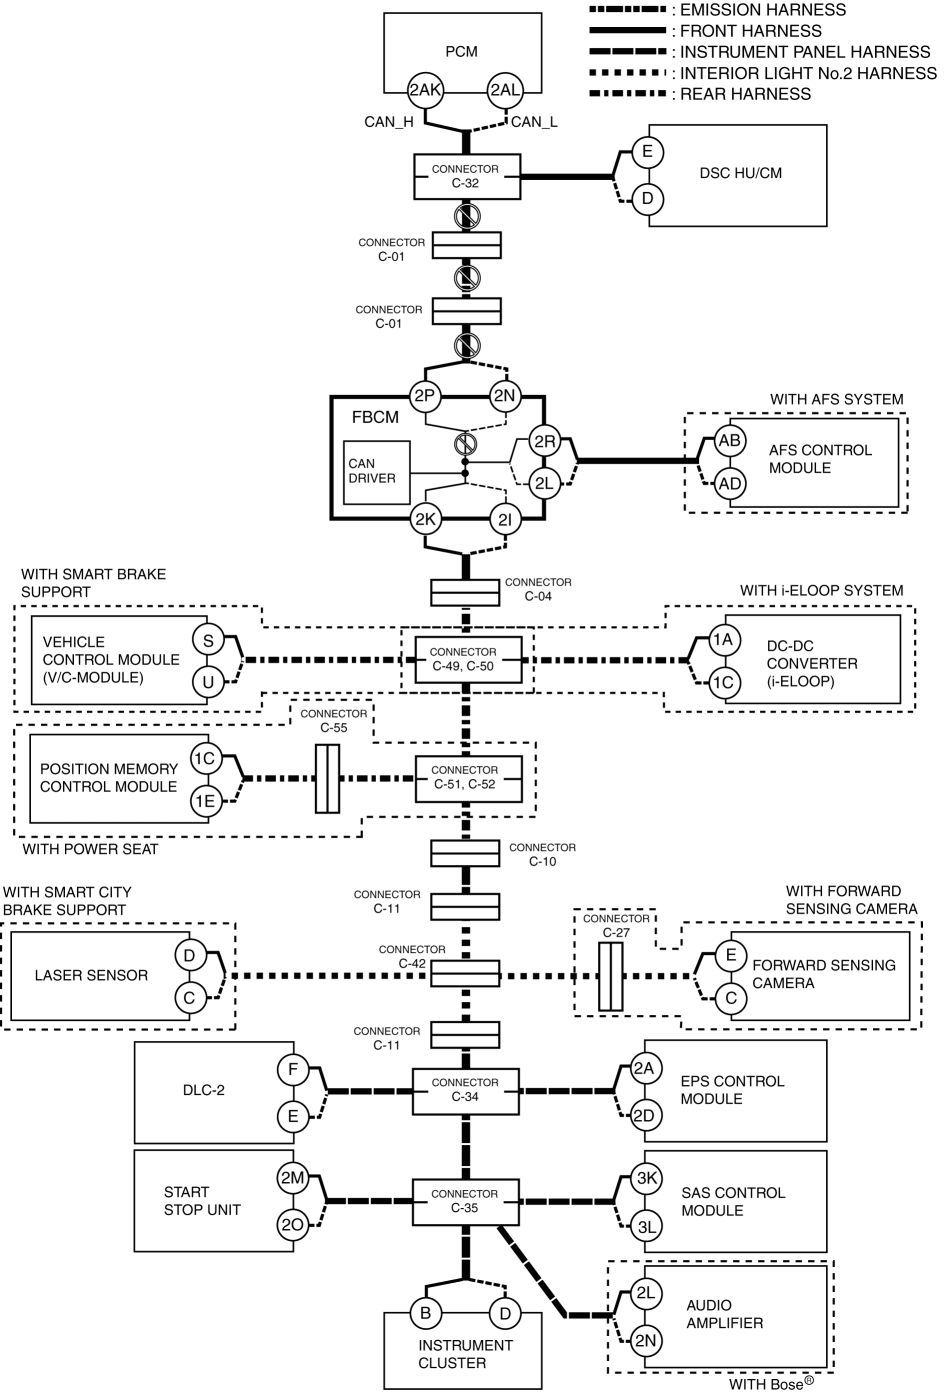 : EMISSION HARNESS
: FRONT HARNESS
: INSTRUMENT PANEL HARNESS
: INTERIOR LIGHT No.2 HARNESS
: REAR HARNESS
PCM
2AK
2AL
CAN_H
CAN_L
CONNECTOR
C-32
E
D
DSC HU/CM
CONNECTOR
C-01
CONNECTOR
C-01
2P
2N
FBCM
CAN
DRIVER
2R
2L
2K
2I
WITH AFS SYSTEM
AB
AD
AFS CONTROL
MODULE
CONNECTOR
C-04
WITH SMART BRAKE
SUPPORT
VEHICLE
CONTROL MODULE
(V/C-MODULE)
S
U
CONNECTOR
C-49, C-50
WITH i-ELOOP SYSTEM
1A
1C
DC-DC
CONVERTER
(i-ELOOP)
CONNECTOR
C-55
POSITION MEMORY
CONTROL MODULE
1C
1E
CONNECTOR
C-51, C-52
WITH POWER SEAT
CONNECTOR
C-10
WITH SMART CITY
BRAKE SUPPORT
CONNECTOR
C-11
WITH FORWARD
SENSING CAMERA
LASER SENSOR
D
C
CONNECTOR
C-42
CONNECTOR
C-27
E
C
FORWARD SENSING
CAMERA
CONNECTOR
C-11
DLC-2
F
E
CONNECTOR
C-34
2A
2D
EPS CONTROL
MODULE
START
STOP UNIT
2M
2O
CONNECTOR
C-35
3K
3L
SAS CONTROL
MODULE
B
D
INSTRUMENT
CLUSTER
2L
2N
AUDIO
AMPLIFIER
WITH Bose®